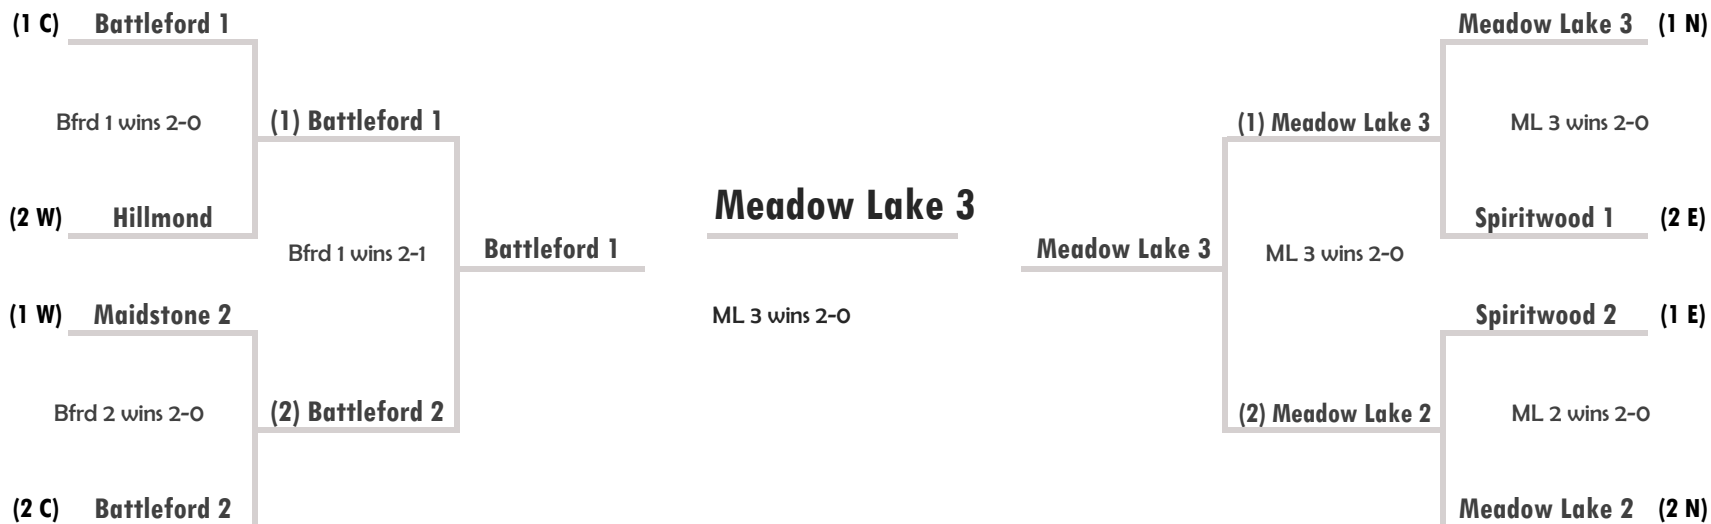 (1 C) Battleford 1
Meadow Lake 3 (1 N)
Bfrd 1 wins 2-0
(1) Battleford 1
(1) Meadow Lake 3
ML 3 wins 2-0
Meadow Lake 3
(2 W) Hillmond
Spiritwood 1 (2 E)
Bfrd 1 wins 2-1
Battleford 1
Meadow Lake 3
ML 3 wins 2-0
(1 W) Maidstone 2
ML 3 wins 2-0
Spiritwood 2 (1 E)
Bfrd 2 wins 2-0
(2) Battleford 2
(2) Meadow Lake 2
ML 2 wins 2-0
(2 C) Battleford 2
Meadow Lake 2 (2 N)